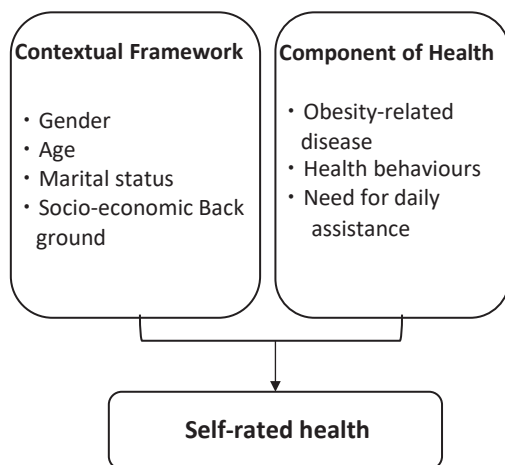 Contextual Framework
・Gender
・Age
・Marital status
・Socio-economic Back
ground
Component of Health
・Obesity-related
disease
・Health behaviours
・Need for daily
assistance
Self-rated health